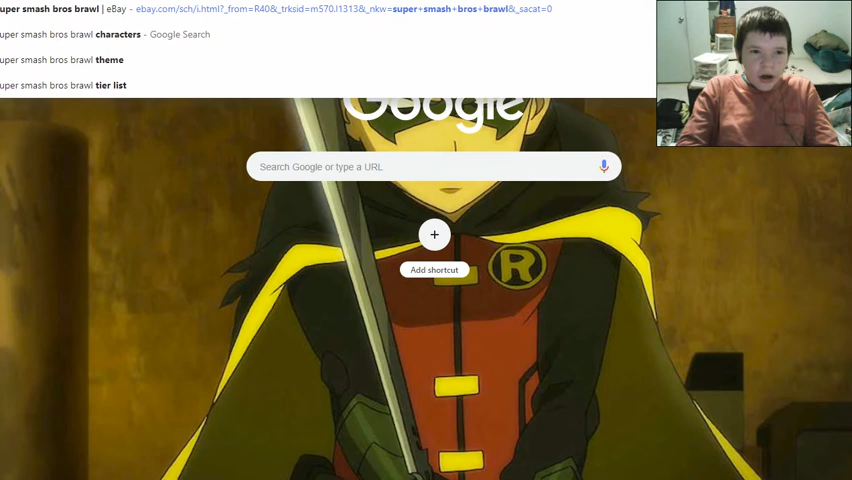 uper smash bros brawl | eBay - ebay.com/sch/i.html?_from=R40&_trksid=m570.l1313&_nkw=super+smash+bros+brawl&_sacat=0
uper smash bros brawl characters - Google Search
uper smash bros brawl theme
uper smash bros brawl tier list
Google
Search Google or type a URL
+
Add shortcut
R